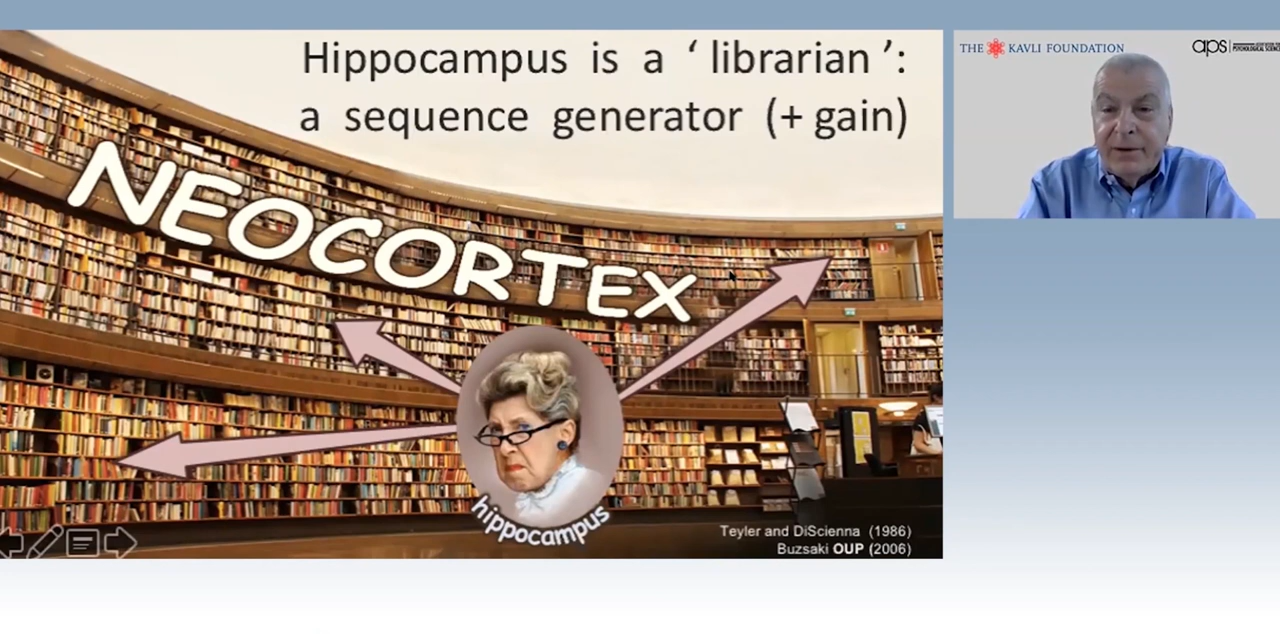 Hippocampus is a ‘ librarian ’:
a sequence generator (+ gain)
NEOCORTEX
hippocampus
Teyler and DiScienna (1986)
Buzsaki OUP (2006)
THE KAVLI FOUNDATION
aps